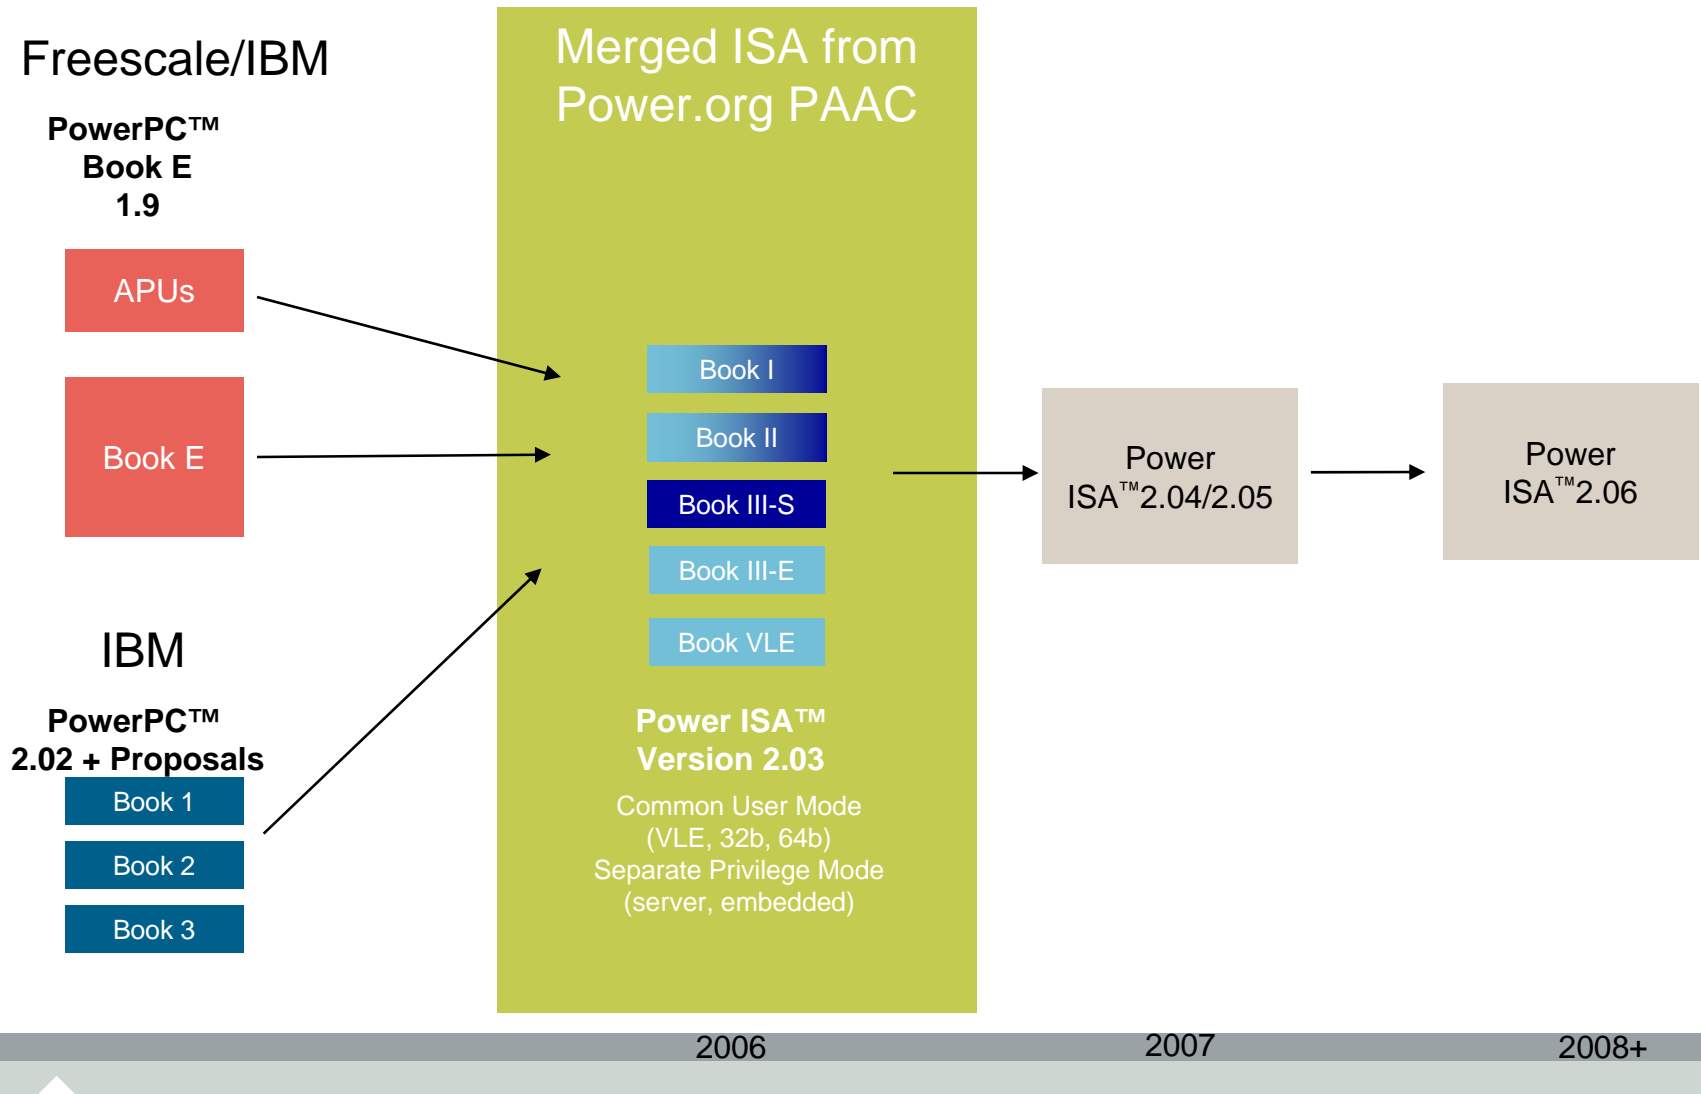 Freescale/IBM
PowerPC™
Book E
1.9
APUs
Book E
IBM
PowerPC™
2.02 + Proposals
Book 1
Book 2
Book 3
Merged ISA from
Power.org PAAC
Book I
Book II
Book III-S
Book III-E
Book VLE
Power ISA™
Version 2.03
Common User Mode
(VLE, 32b, 64b)
Separate Privilege Mode
(server, embedded)
Power
ISA™2.04/2.05
Power
ISA™2.06
2006
2007
2008+